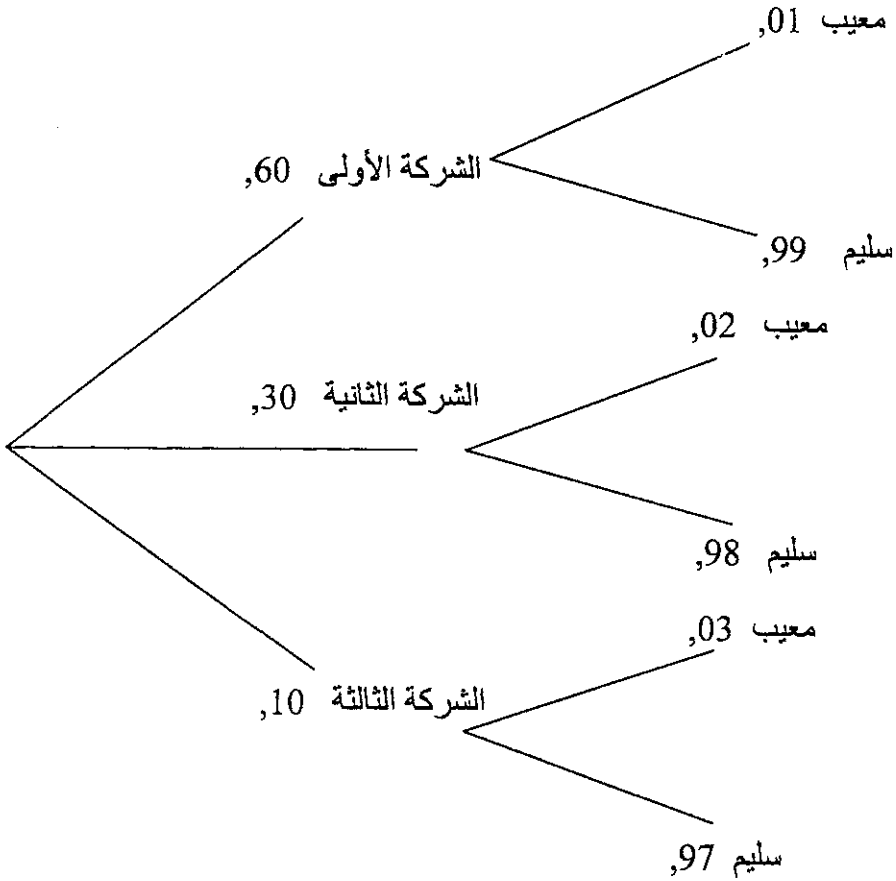 معيب 01,
الشركة الأولى 60,
سليم 99,
معيب 02,
الشركة الثانية 30,
سليم 98,
معيب 03,
الشركة الثالثة 10,
سليم 97,